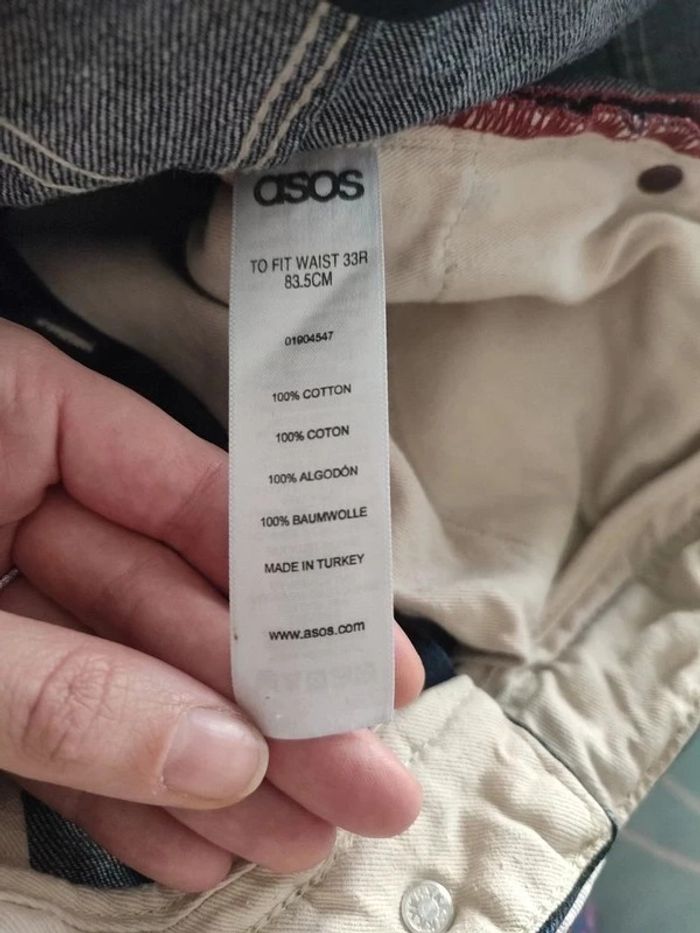 asos
TO FIT WAIST 33R
83.5CM
01904547
100% COTTON
100% COTON
100% ALGODÓN
100% BAUMWOLLE
MADE IN TURKEY
www.asos.com